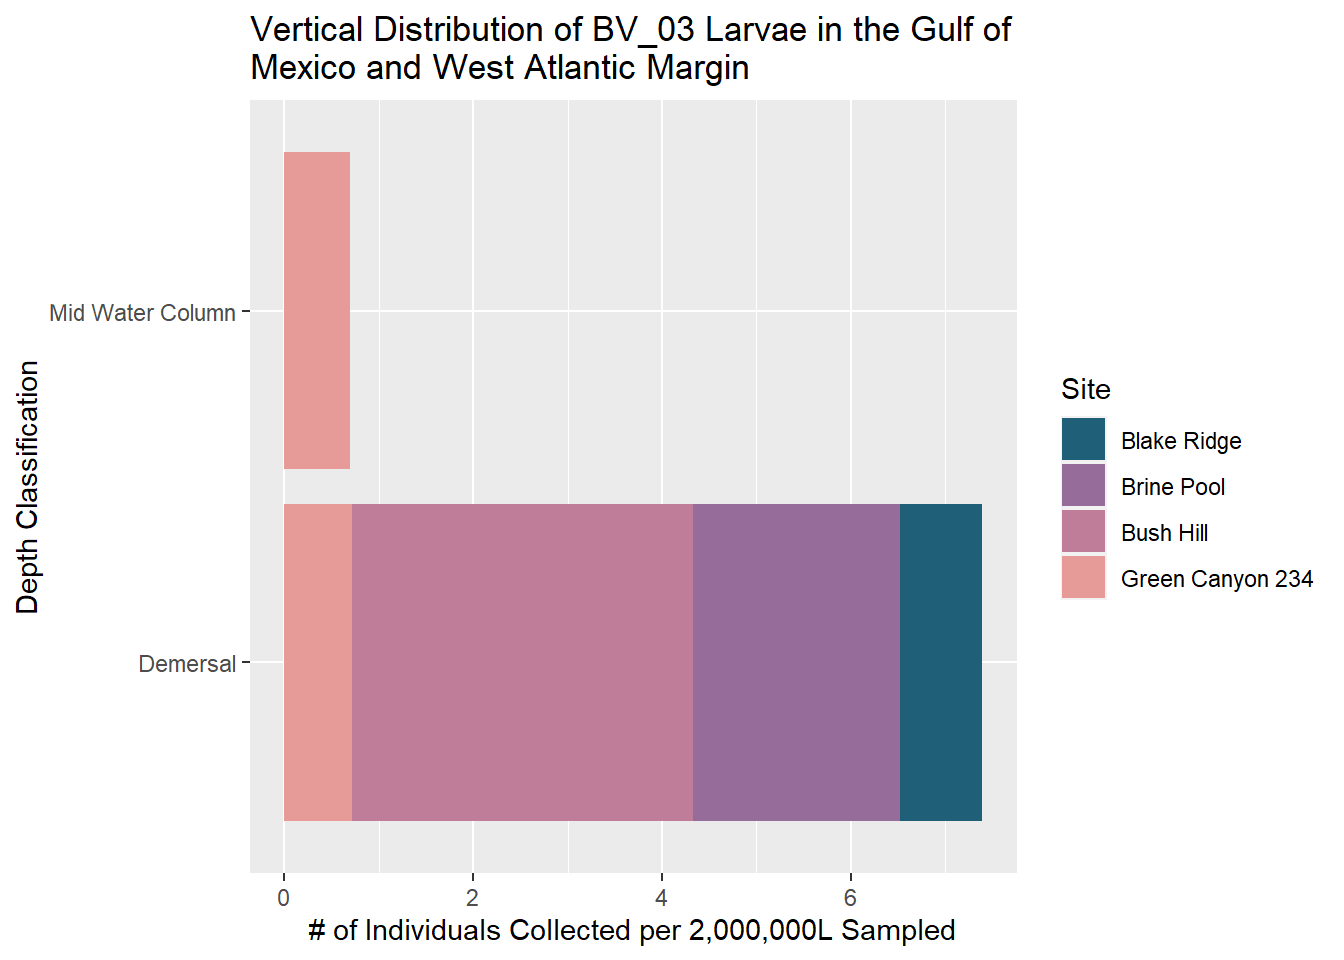 Vertical Distribution of BV_03 Larvae in the Gulf of
Mexico and West Atlantic Margin
Depth Classification
Mid Water Column
Demersal
0 2 4 6
# of Individuals Collected per 2,000,000L Sampled
Site
Blake Ridge
Brine Pool
Bush Hill
Green Canyon 234